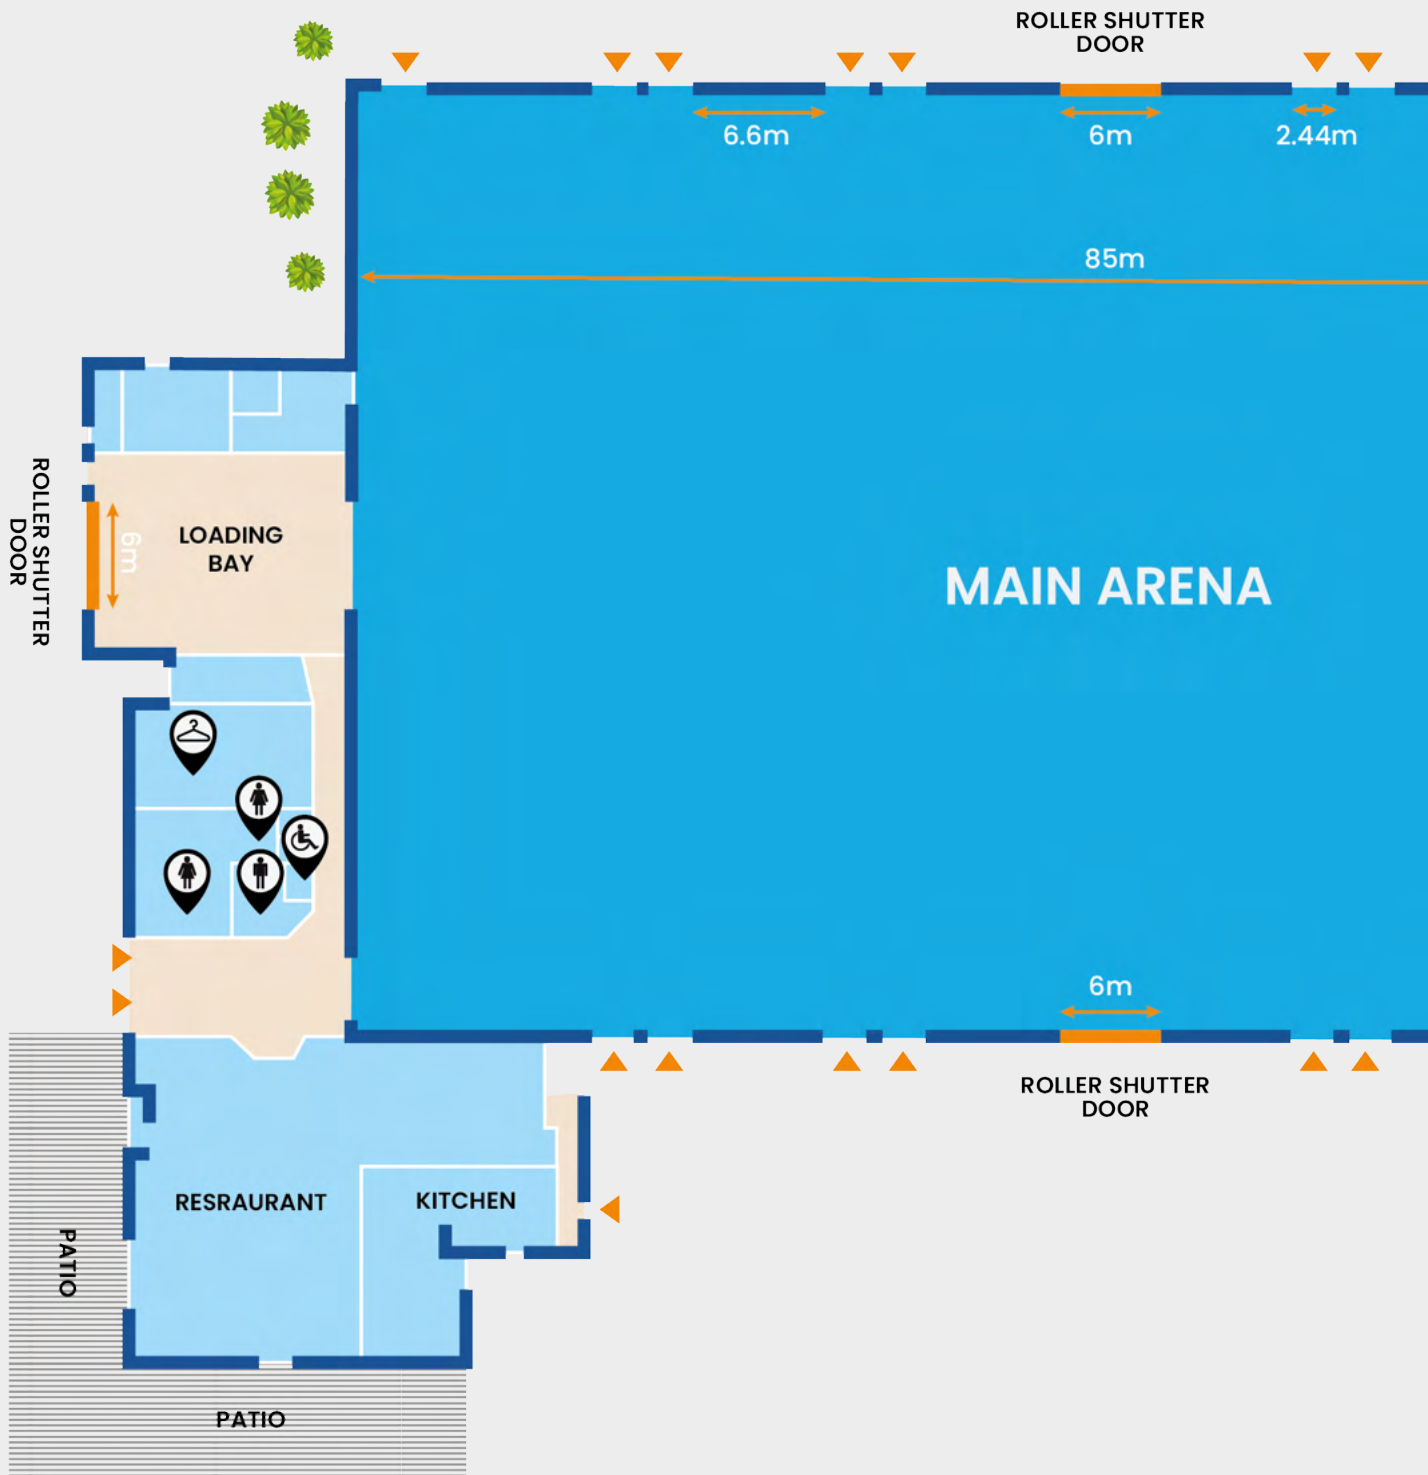 ROLLER SHUTTER
DOOR
6.6m
6m
2.44m
85m
ROLLER SHUTTER
DOOR
6m
LOADING
BAY
MAIN ARENA
6m
ROLLER SHUTTER
DOOR
RESRAURANT
KITCHEN
PATIO
PATIO